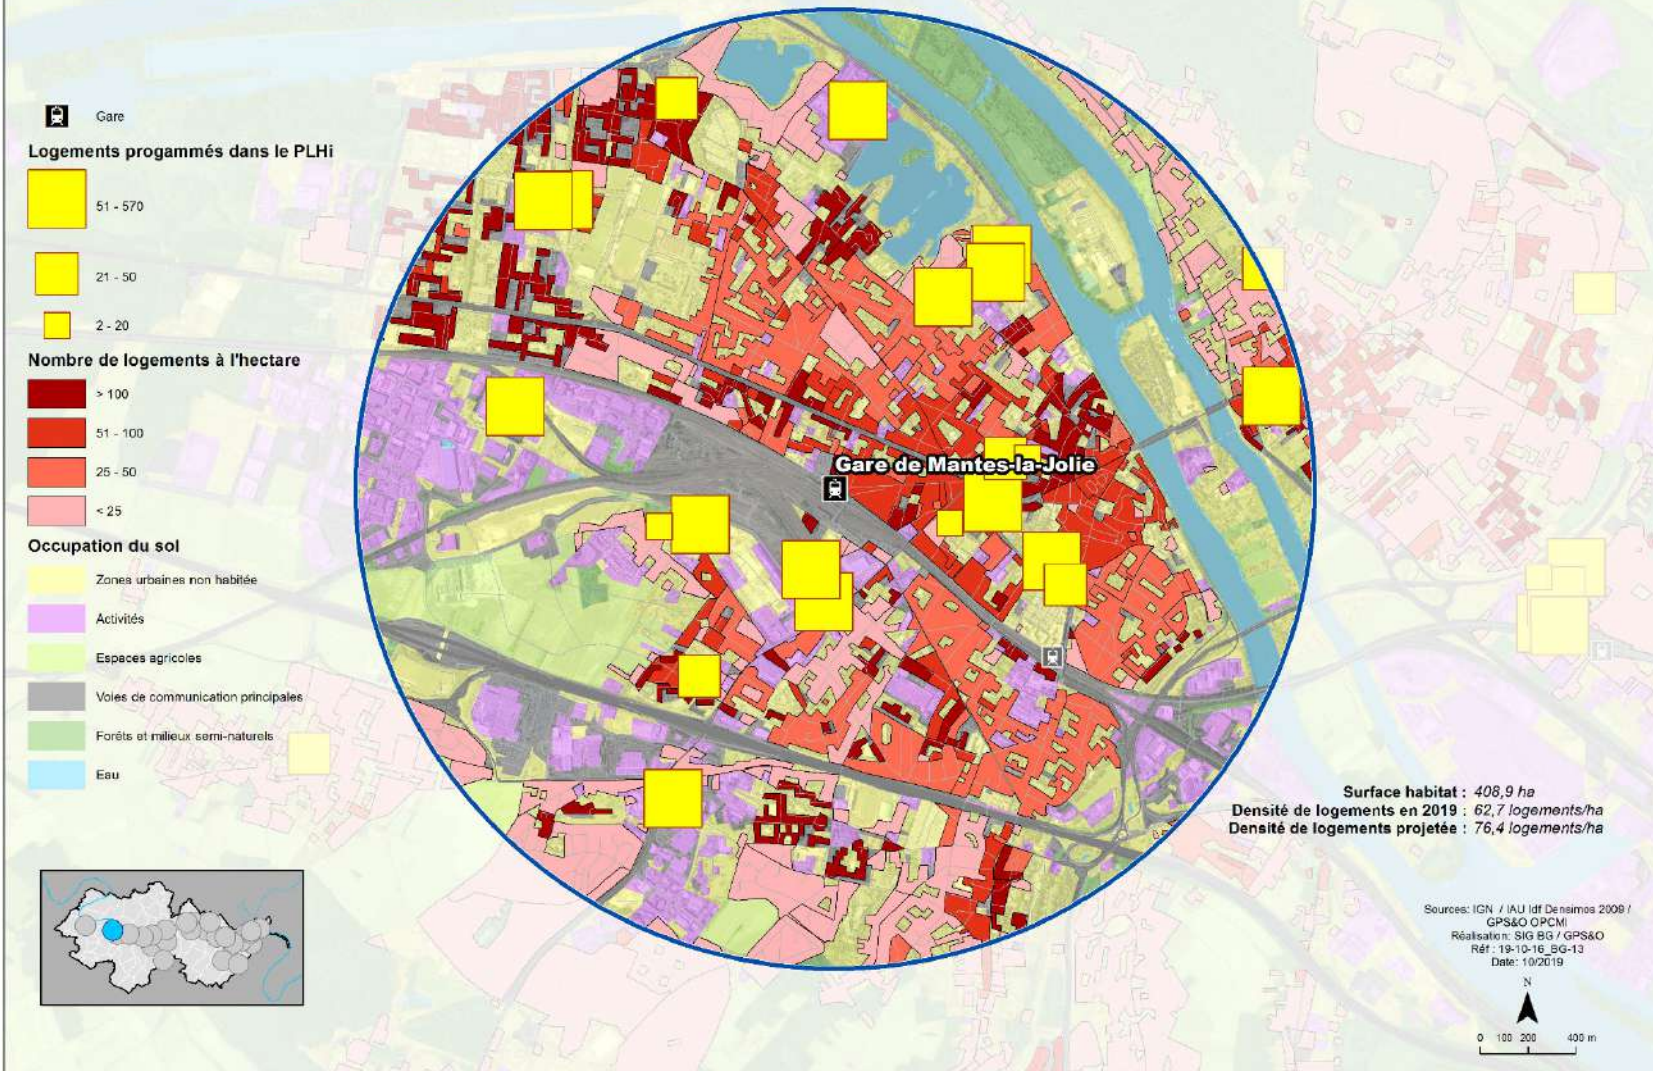 Gare
Logements progammés dans le PLHi
51 - 570
21 - 50
2 - 20
Nombre de logements à l'hectare
> 100
51 - 100
25 - 50
< 25
Occupation du sol
Zones urbaines non habitée
Activités
Espaces agricoles
Voies de communication principales
Forêts et milieux semi-naturels
Eau
Gare de Mantes-la-Jolie
Surface habitat : 408,9 ha
Densité de logements en 2019 : 62,7 logements/ha
Densité de logements projetée : 76,4 logements/ha
Sources: IGN / IAU Idf Densimos 2009 /
GPS&O OPCMI
Réalisation: SIG BG / GPS&O
Réf : 19-10-16_BG-13
Date: 10/2019
N
0 100 200 400 m